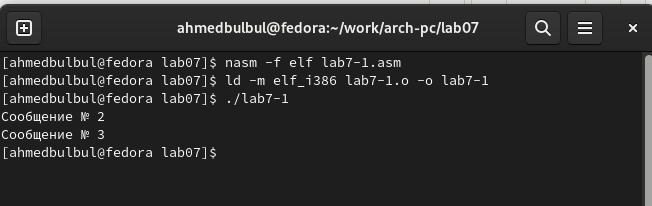 ahmedbulbul@fedora:~/work/arch-pc/lab07
[ahmedbulbul@fedora lab07]$ nasm -f elf lab7-1.asm
[ahmedbulbul@fedora lab07]$ ld -m elf_i386 lab7-1.o -o lab7-1
[ahmedbulbul@fedora lab07]$ ./lab7-1
Сообщение № 2
Сообщение № 3
[ahmedbulbul@fedora lab07]$